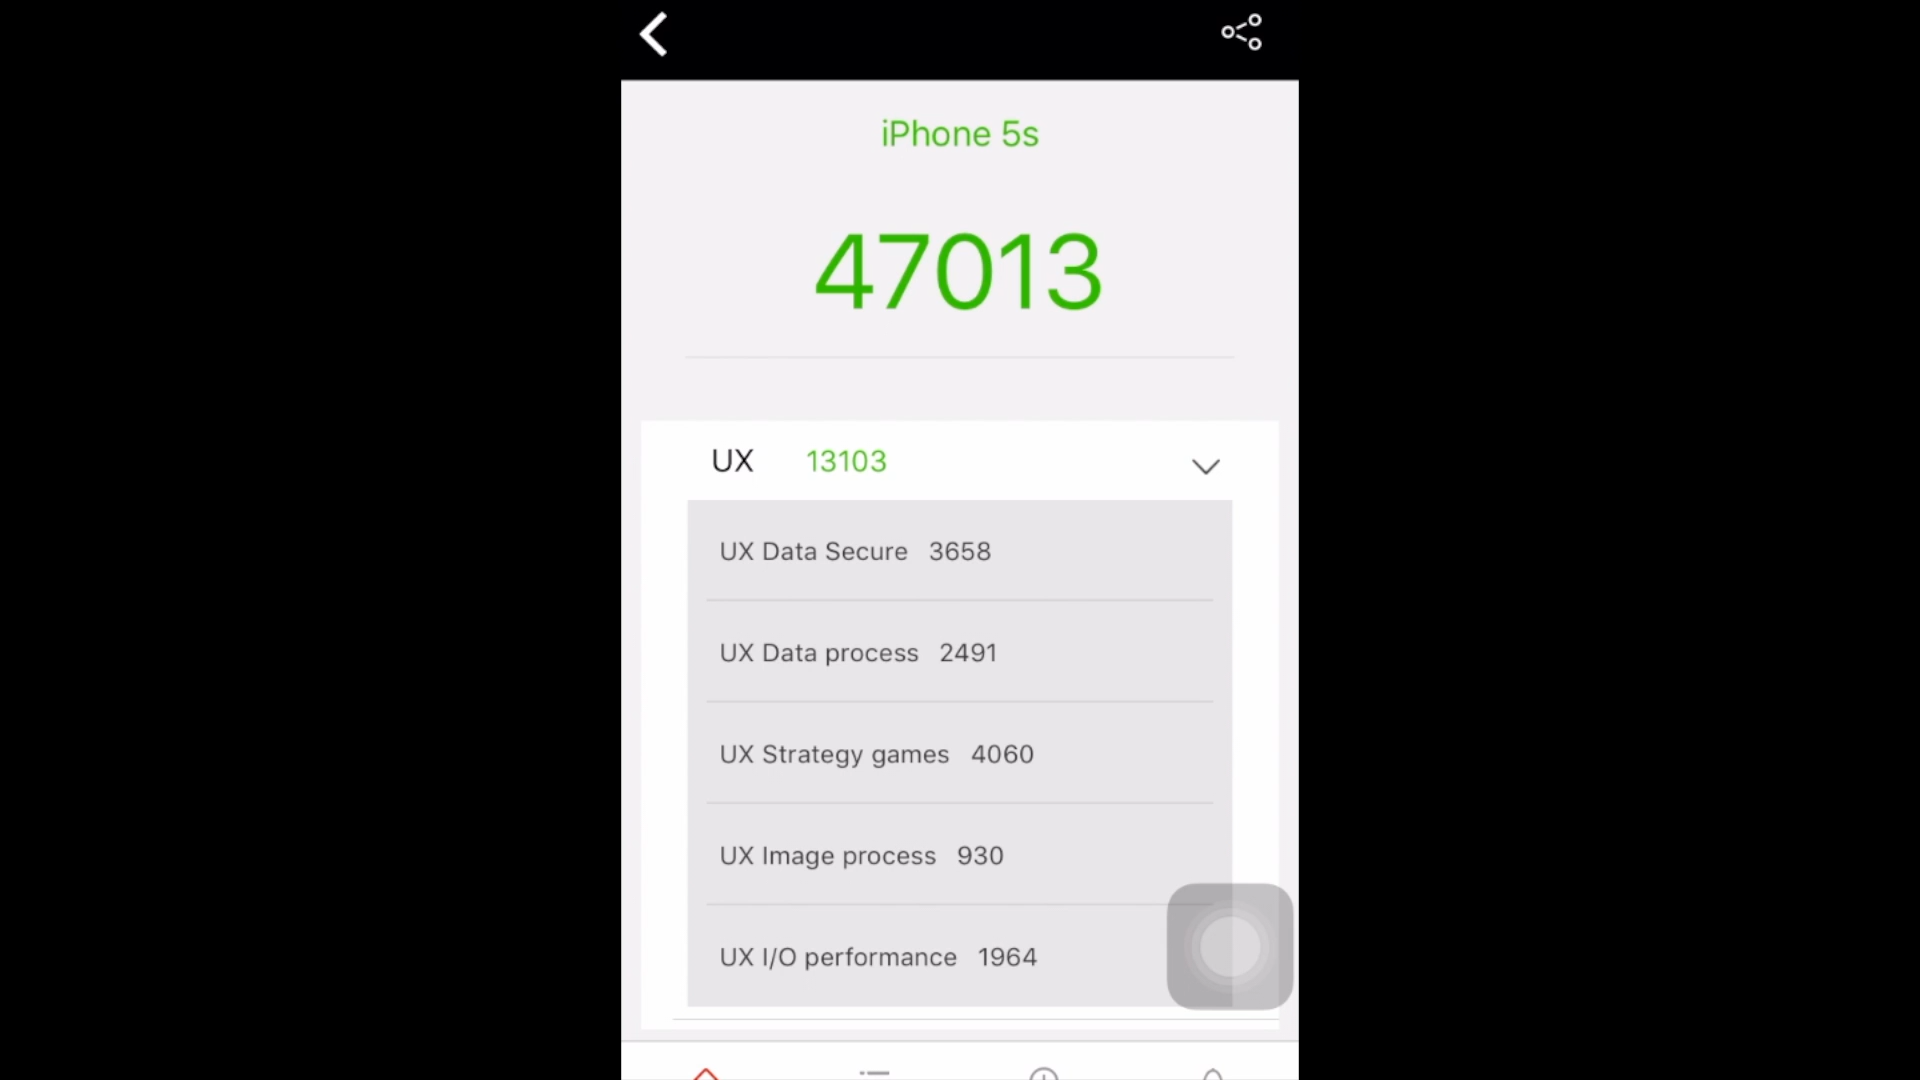 iPhone 5s
47013
UX 13103
UX Data Secure 3658
UX Data process 2491
UX Strategy games 4060
UX Image process 930
UX I/O performance 1964